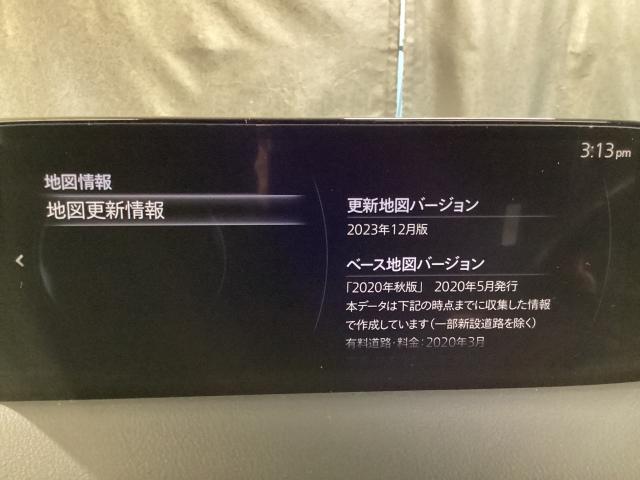 3:13 pm
地図情報
地図更新情報
更新地図バージョン
2023年12月版
ベース地図バージョン
「2020年秋版」 2020年5月発行
本データは下記の時点までに収集した情報
で作成しています(一部新設道路を除く)
有料道路・料金:2020年3月